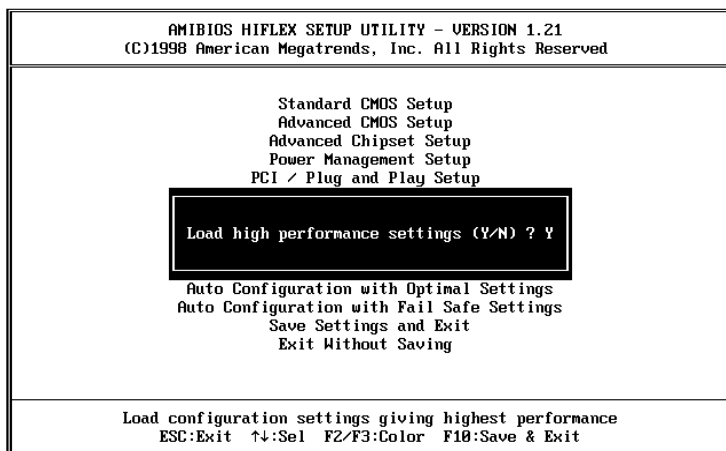 AMIBIOS HIFLEX SETUP UTILITY - VERSION 1.21
(C)1998 American Megatrends, Inc. All Rights Reserved
Standard CMOS Setup
Advanced CMOS Setup
Advanced Chipset Setup
Power Management Setup
PCI / Plug and Play Setup
Load high performance settings (Y/N) ? Y
Auto Configuration with Optimal Settings
Auto Configuration with Fail Safe Settings
Save Settings and Exit
Exit Without Saving
Load configuration settings giving highest performance
ESC:Exit ↑↓:Sel F2/F3:Color F10:Save & Exit